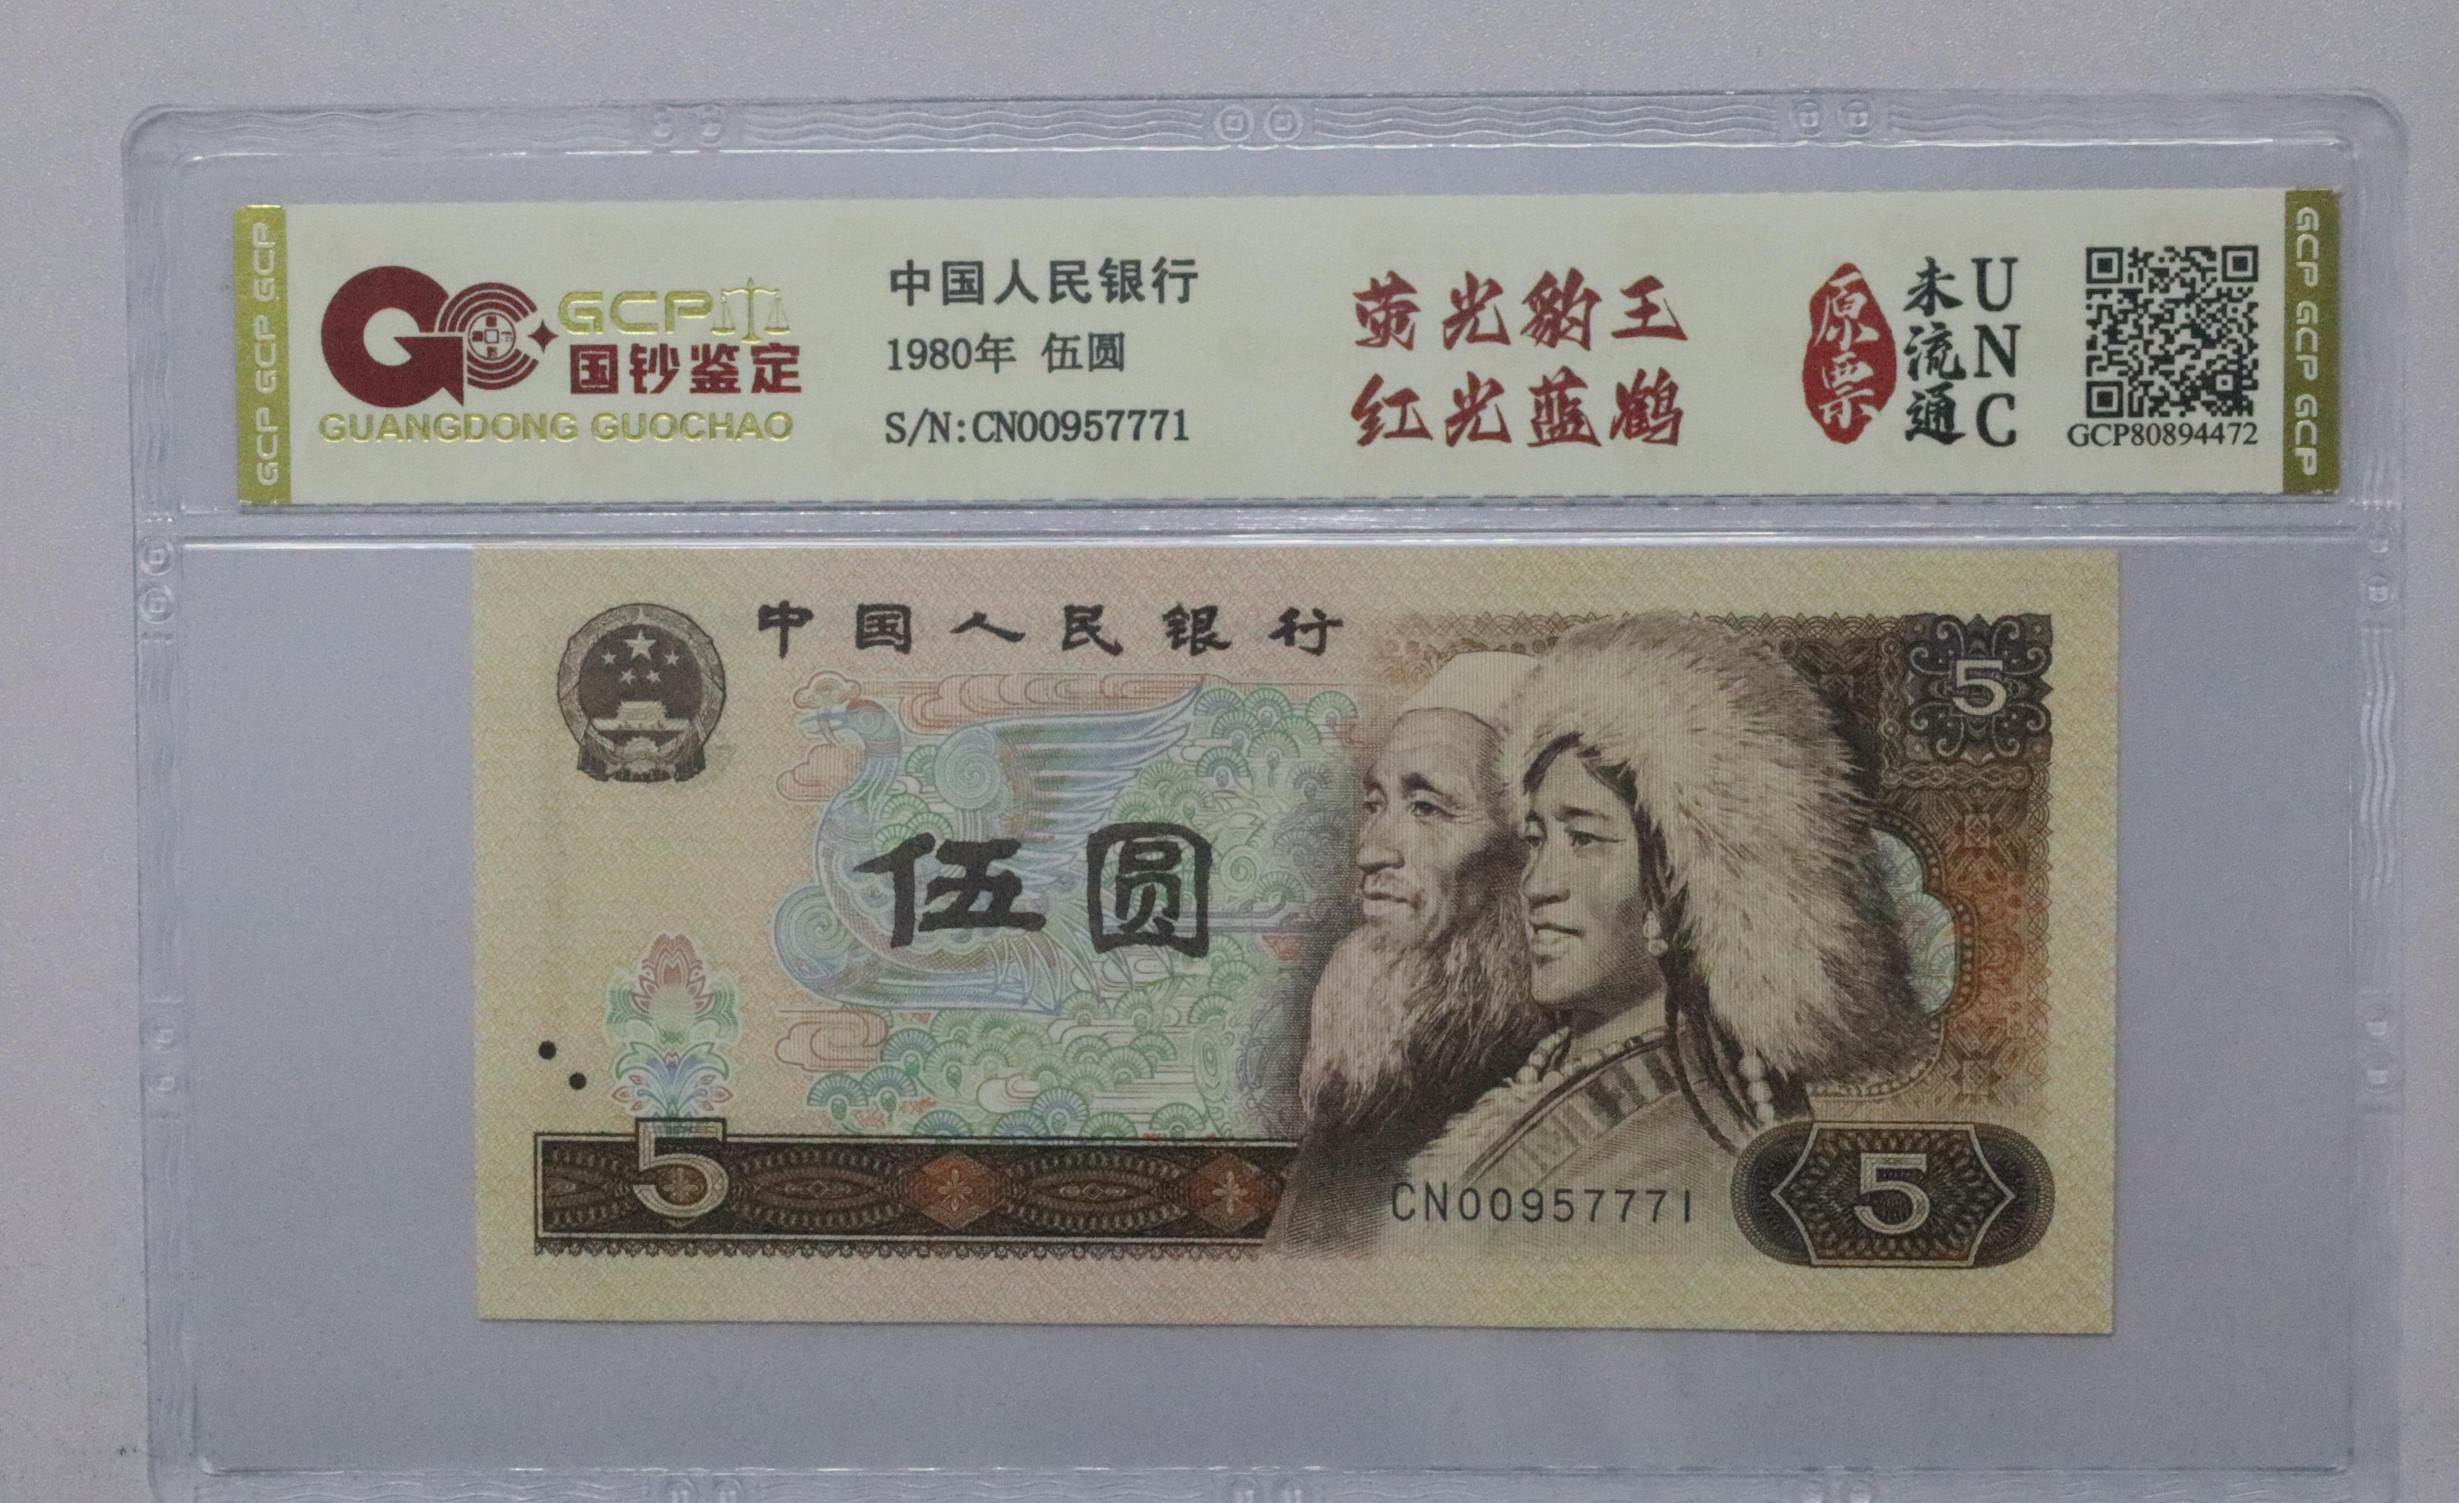 GCP GCP GCP
GCP
国钞鉴定
GUANGDONG GUOCHAO
中国人民银行
1980年 伍圆
S/N:CN00957771
荧光豹王
红光蓝鹤
原票
未流通
UNC
GCP80894472
GCP GCP GCP
中国人民银行
5
伍圆
5
CN00957771
5